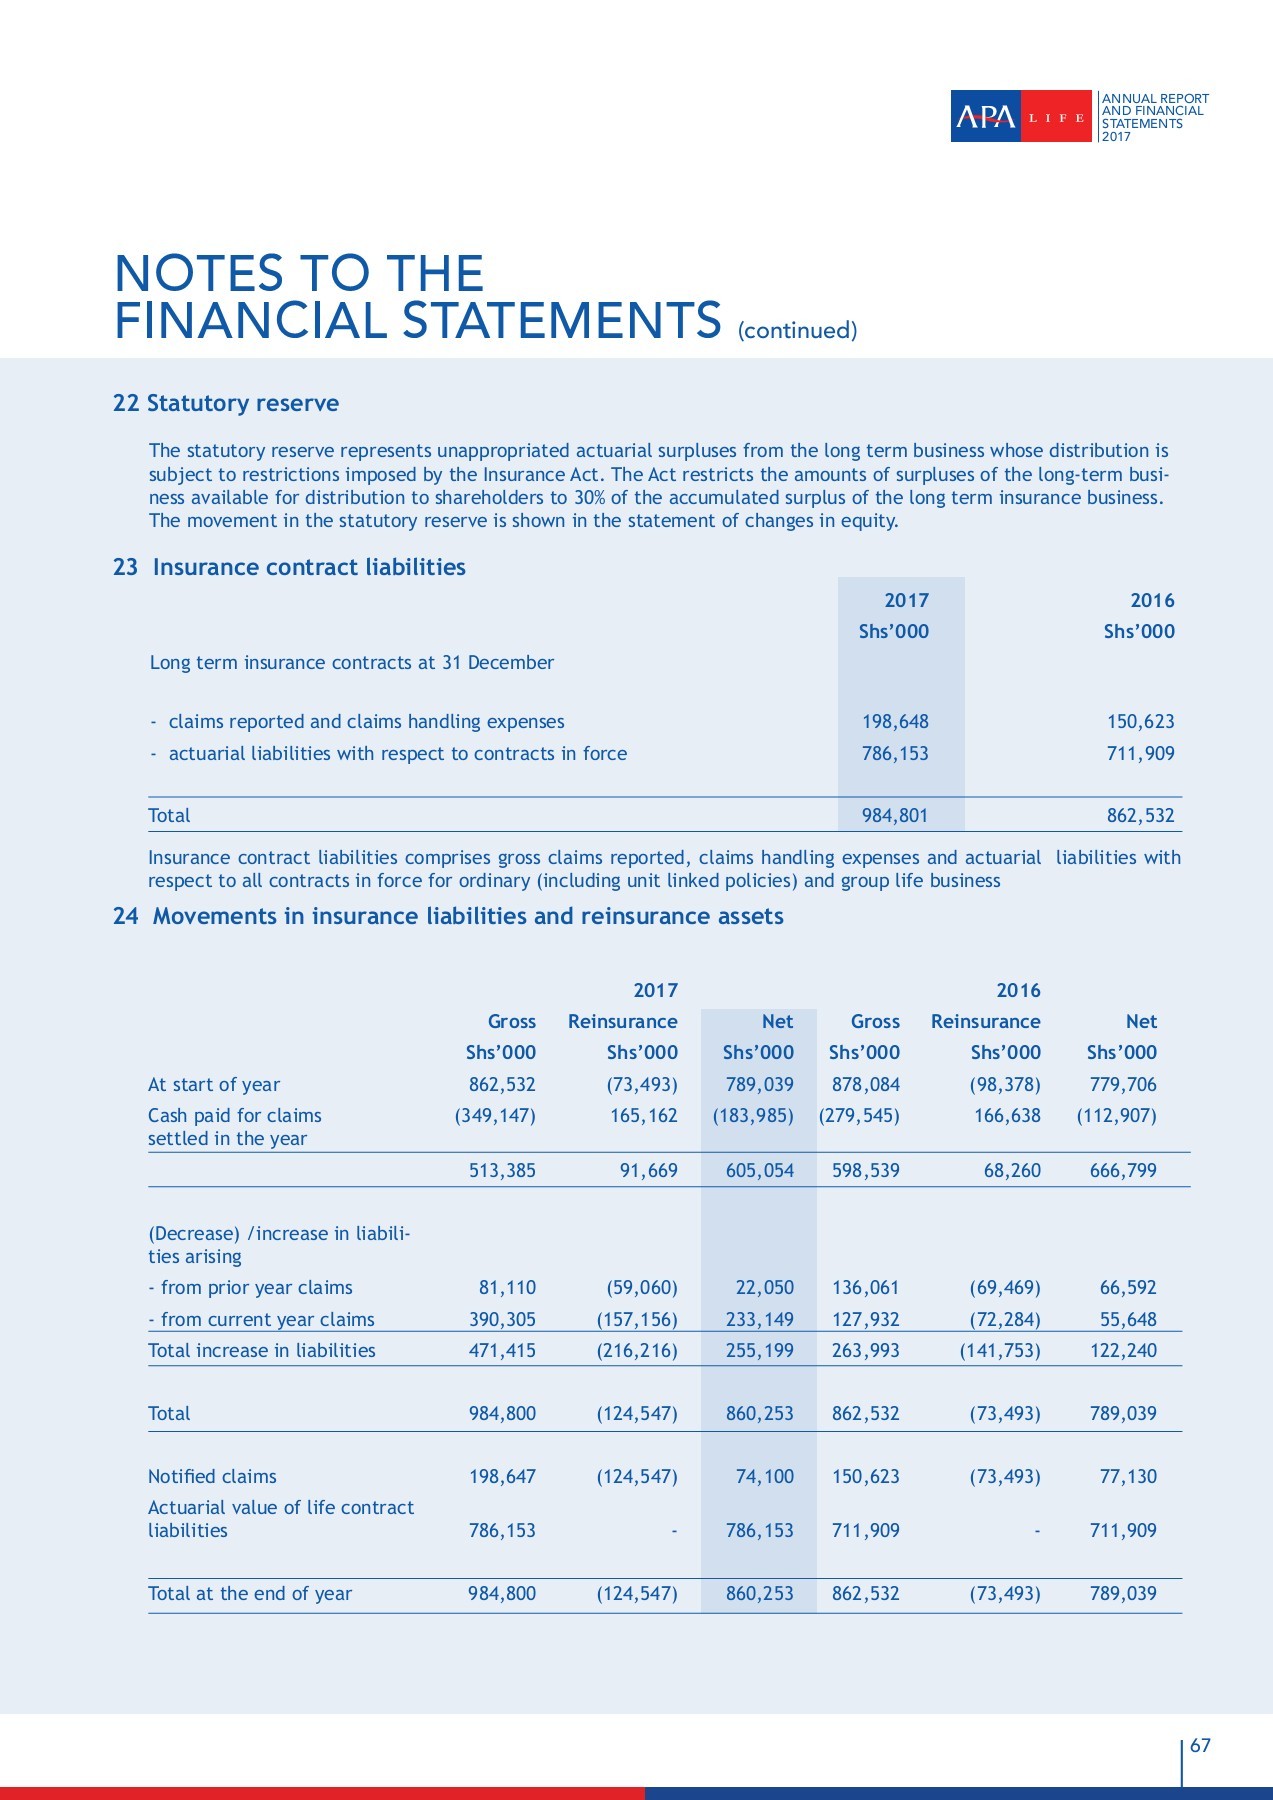 APA LIFE
ANNUAL REPORT
AND FINANCIAL
STATEMENTS
2017
NOTES TO THE
FINANCIAL STATEMENTS (continued)
22 Statutory reserve
The statutory reserve represents unappropriated actuarial surpluses from the long term business whose distribution is
subject to restrictions imposed by the Insurance Act. The Act restricts the amounts of surpluses of the long-term busi-
ness available for distribution to shareholders to 30% of the accumulated surplus of the long term insurance business.
The movement in the statutory reserve is shown in the statement of changes in equity.
23 Insurance contract liabilities
2017 2016
Shs’000 Shs’000
Long term insurance contracts at 31 December
- claims reported and claims handling expenses 198,648 150,623
- actuarial liabilities with respect to contracts in force 786,153 711,909
Total 984,801 862,532
Insurance contract liabilities comprises gross claims reported, claims handling expenses and actuarial liabilities with
respect to all contracts in force for ordinary (including unit linked policies) and group life business
24 Movements in insurance liabilities and reinsurance assets
2017 2016
Gross Reinsurance Net Gross Reinsurance Net
Shs’000 Shs’000 Shs’000 Shs’000 Shs’000 Shs’000
At start of year 862,532 (73,493) 789,039 878,084 (98,378) 779,706
Cash paid for claims (349,147) 165,162 (183,985) (279,545) 166,638 (112,907)
settled in the year
513,385 91,669 605,054 598,539 68,260 666,799
(Decrease) /increase in liabili-
ties arising
- from prior year claims 81,110 (59,060) 22,050 136,061 (69,469) 66,592
- from current year claims 390,305 (157,156) 233,149 127,932 (72,284) 55,648
Total increase in liabilities 471,415 (216,216) 255,199 263,993 (141,753) 122,240
Total 984,800 (124,547) 860,253 862,532 (73,493) 789,039
Notified claims 198,647 (124,547) 74,100 150,623 (73,493) 77,130
Actuarial value of life contract
liabilities 786,153 - 786,153 711,909 - 711,909
Total at the end of year 984,800 (124,547) 860,253 862,532 (73,493) 789,039
67